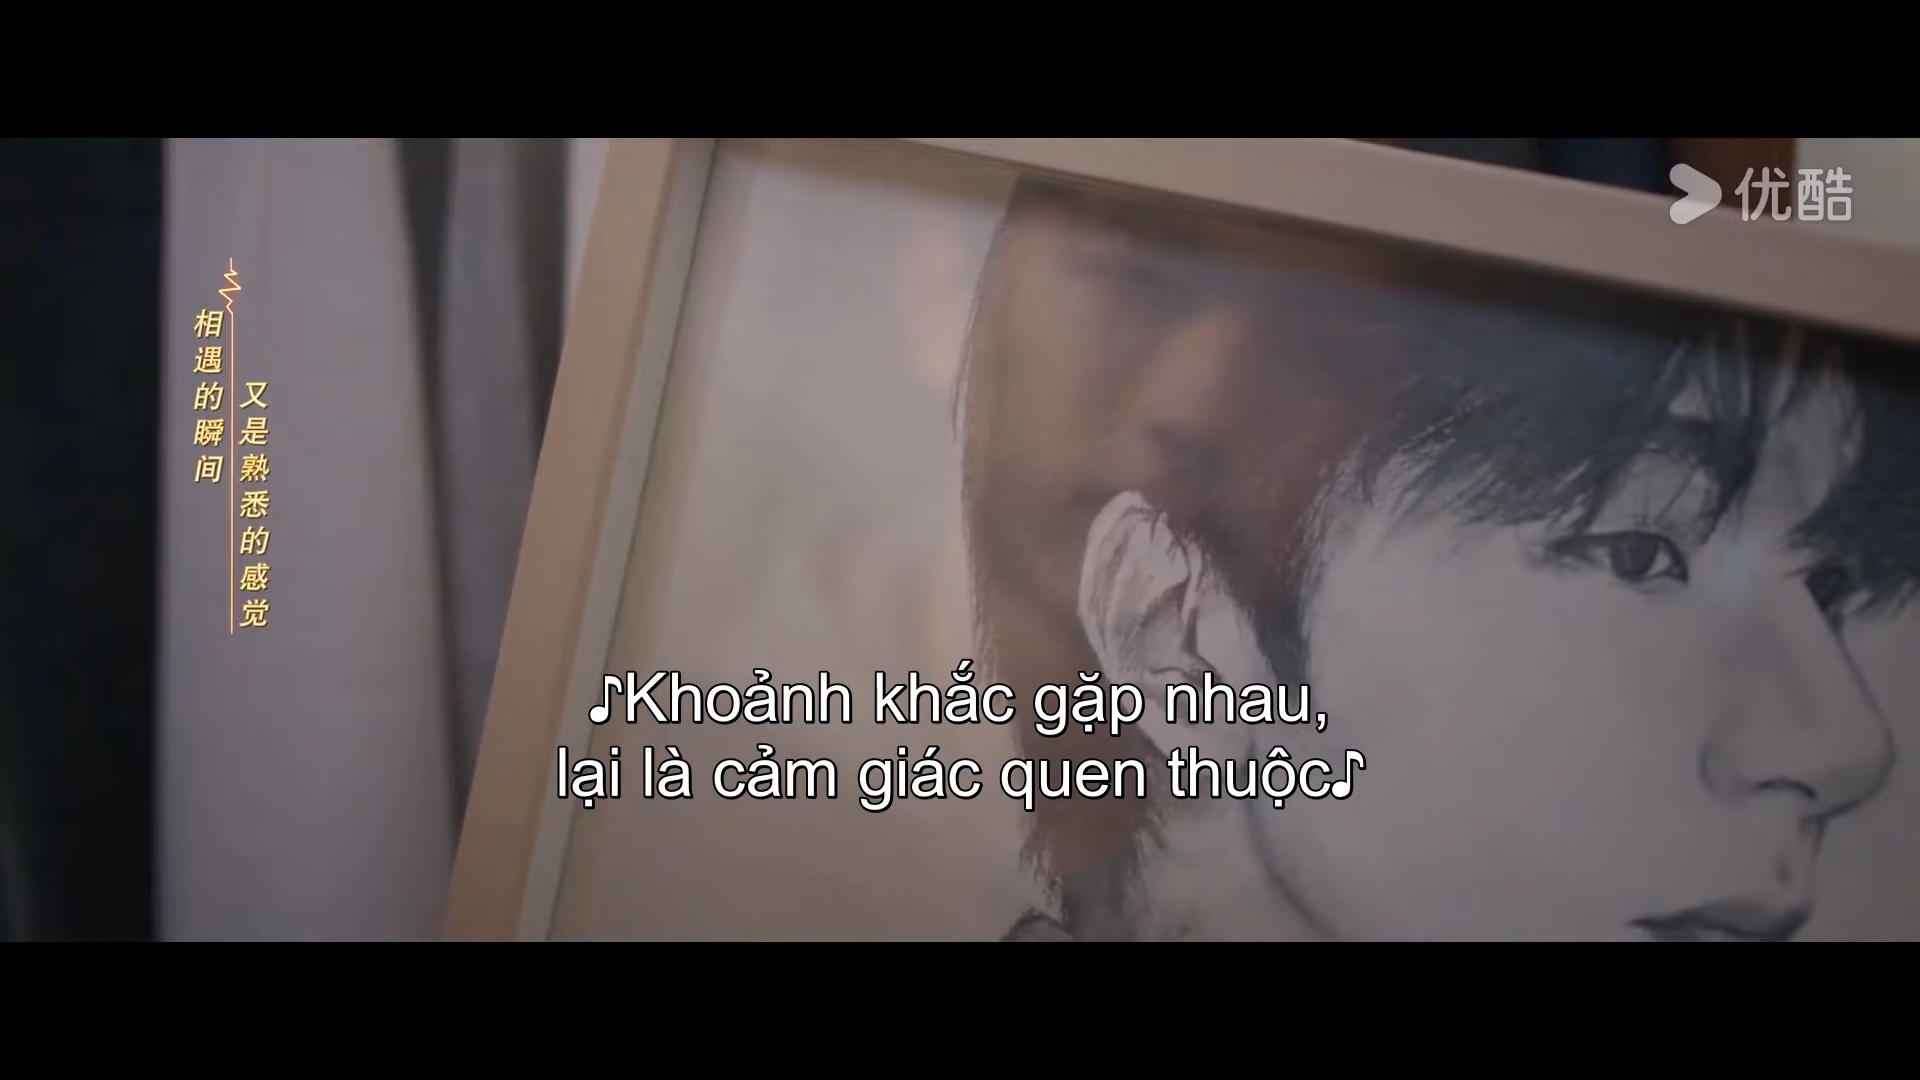 优酷
相遇的瞬间
又是熟悉的感觉
♪Khoảnh khắc gặp nhau,
lại là cảm giác quen thuộc♪